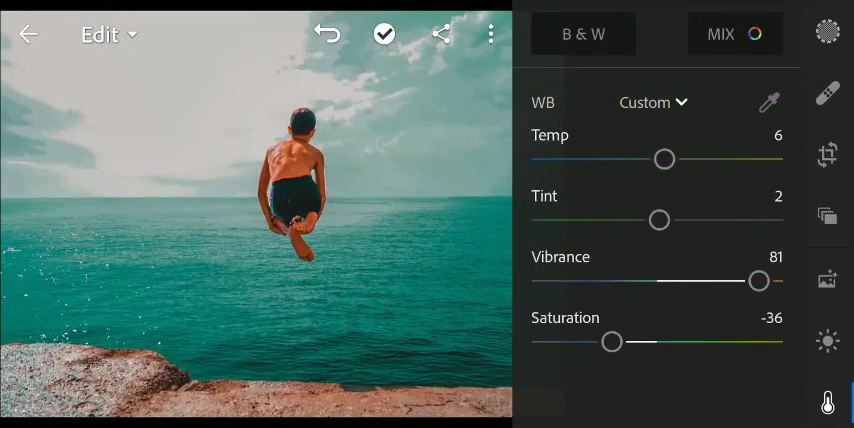 Edit
B & W
MIX
WB
Custom
Temp
6
Tint
2
Vibrance
81
Saturation
-36